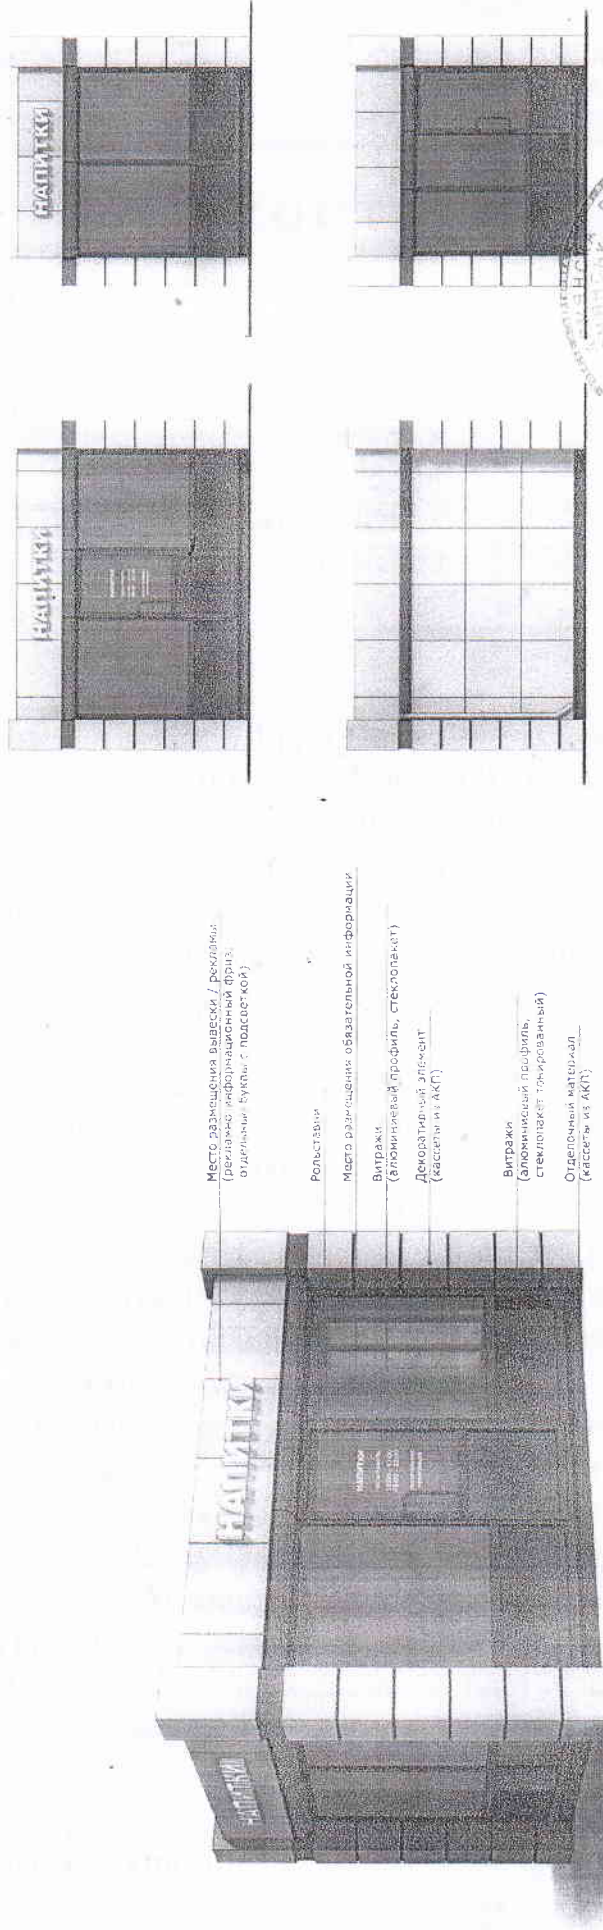 НАПИТКИ
НАПИТКИ
НАПИТКИ
НАПИТКИ
НАПИТКИ
Место размещения вывески / рекламы
(рекламно информационный фриз,
отдельные буквы с подсветкой)
Рольставни
Место размещения обязательной информации
Витражи
(алюминиевый профиль, стеклопакет)
Декоративный элемент
(кассеты из АКП)
Витражи
(алюминиевый профиль,
стеклопакет тонированный)
Отделочный материал
(кассеты из АКП)